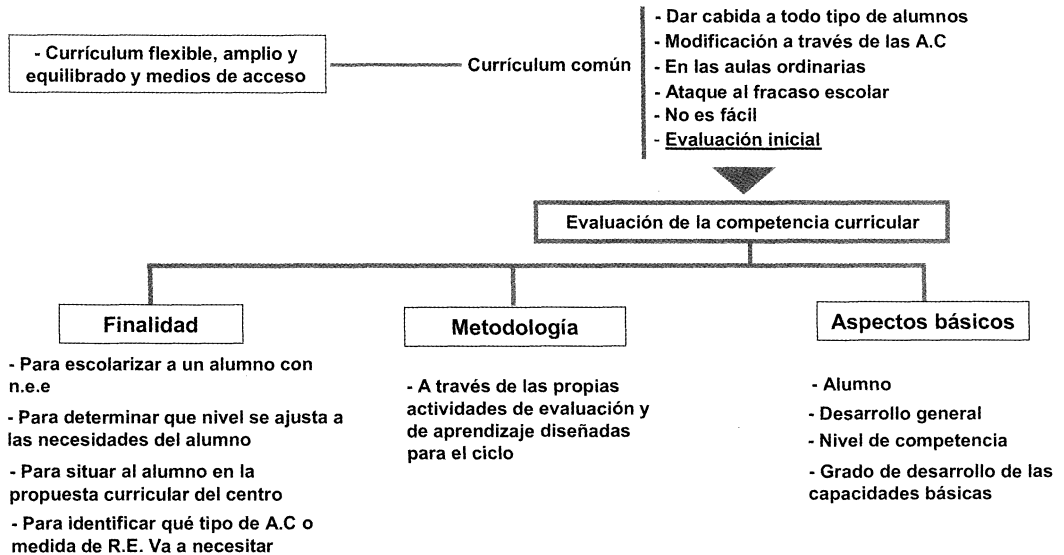 - Currículum flexible, amplio y
equilibrado y medios de acceso
Currículum común
- Dar cabida a todo tipo de alumnos
- Modificación a través de las A.C
- En las aulas ordinarias
- Ataque al fracaso escolar
- No es fácil
- Evaluación inicial
Evaluación de la competencia curricular
Finalidad
- Para escolarizar a un alumno con
n.e.e
- Para determinar que nivel se ajusta a
las necesidades del alumno
- Para situar al alumno en la
propuesta curricular del centro
- Para identificar qué tipo de A.C o
medida de R.E. Va a necesitar
Metodología
- A través de las propias
actividades de evaluación y
de aprendizaje diseñadas
para el ciclo
Aspectos básicos
- Alumno
- Desarrollo general
- Nivel de competencia
- Grado de desarrollo de las
capacidades básicas